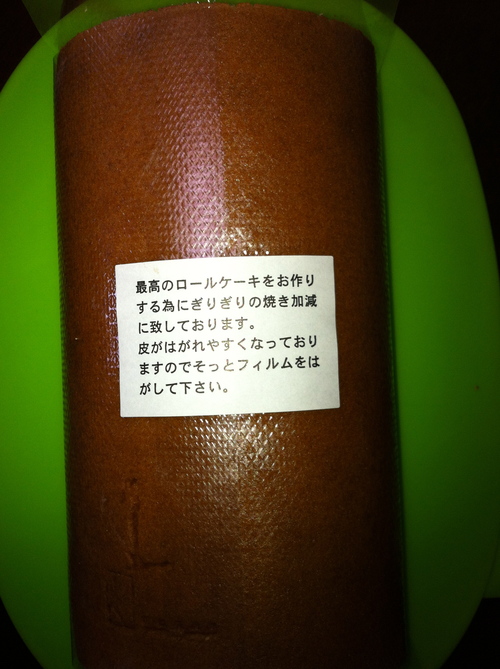 最高のロールケーキをお作り
する為にぎりぎりの焼き加減
に致しております。
皮がはがれやすくなっており
ますのでそっとフィルムをは
がして下さい。